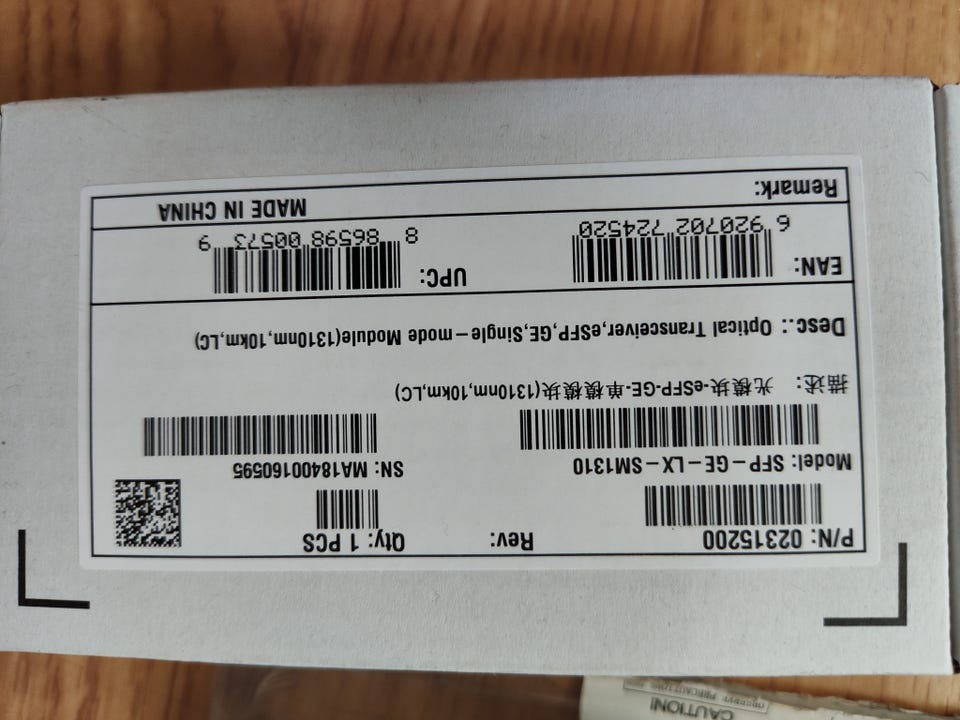 P/N: 02315200 Rev: Qty: 1 PCS
Model: SFP-GE-LX-SM1310 SN: MA18400160595
描述: 光模块-eSFP-GE-单模模块(1310nm,10km,LC)
Desc.: Optical Transceiver,eSFP,GE,Single-mode Module(1310nm,10km,LC)
EAN: 6 920702 724520 UPC: 8 86598 00573 9
Remark: MADE IN CHINA
CAUTION!
OBSERVE PRECAUTIONS